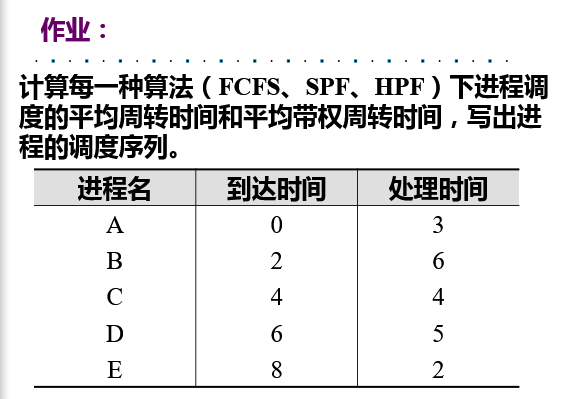 作业：
计算每一种算法（FCFS、SPF、HPF）下进程调
度的平均周转时间和平均带权周转时间，写出进
程的调度序列。
进程名 到达时间 处理时间
A 0 3
B 2 6
C 4 4
D 6 5
E 8 2